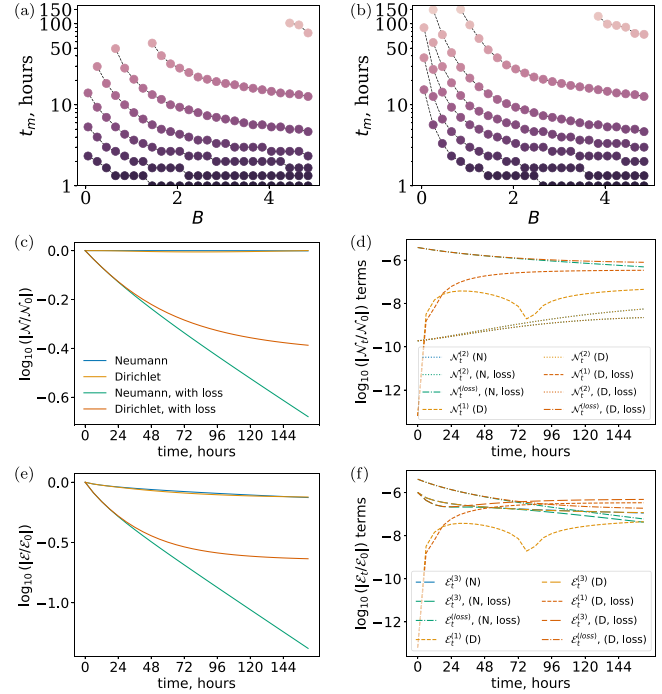 (a)
150
100
50
10
1
t_m, hours
0
2
4
B
(b)
150
100
50
10
1
t_m, hours
0
2
4
B
(c)
0.0
−0.2
−0.4
−0.6
log₁₀ (|𝒩/𝒩₀|)
Neumann
Dirichlet
Neumann, with loss
Dirichlet, with loss
0 24 48 72 96 120 144
time, hours
(d)
−6
−8
−10
−12
log₁₀ (|𝒩_t/𝒩₀|) terms
𝒩_t^(2) (N)
𝒩_t^(2), (N, loss)
𝒩_t^(loss), (N, loss)
𝒩_t^(1) (D)
𝒩_t^(2) (D)
𝒩_t^(1) (D, loss)
𝒩_t^(2), (D, loss)
𝒩_t^(loss), (D, loss)
0 24 48 72 96 120 144
time, hours
(e)
0.0
−0.5
−1.0
log₁₀ (|ℰ/ℰ₀|)
0 24 48 72 96 120 144
time, hours
(f)
−6
−8
−10
−12
log₁₀ (|ℰ_t/ℰ₀|) terms
ℰ_t^(3) (N)
ℰ_t^(3), (N, loss)
ℰ_t^(loss), (N, loss)
ℰ_t^(1) (D)
ℰ_t^(3) (D)
ℰ_t^(1) (D, loss)
ℰ_t^(3), (D, loss)
ℰ_t^(loss), (D, loss)
0 24 48 72 96 120 144
time, hours